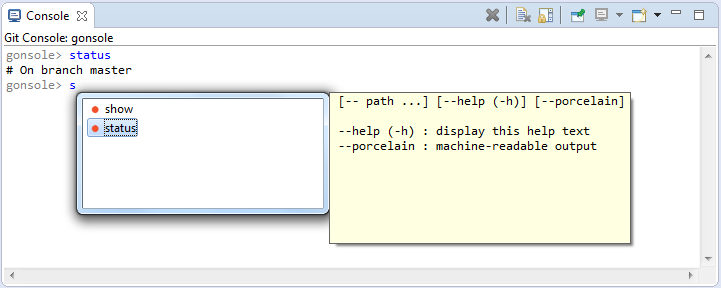 Console
Git Console: gonsole
gonsole> status
# On branch master
gonsole> s
show
status
[-- path ...] [--help (-h)] [--porcelain]
--help (-h) : display this help text
--porcelain : machine-readable output